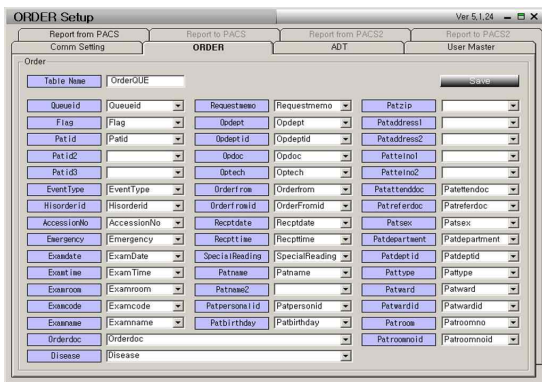 ORDER Setup Ver 5,1,24
Report from PACS Report to PACS Report from PACS2 Report to PACS2
Comm Setting ORDER ADT User Master
Order
Table Name OrderQUE Save
Queueid Queueid Requestmemo Requestmemo Patzip
Flag Flag Opdept Opdept Pataddress1
Patid Patid Opdeptid Opdeptid Pataddress2
Patid2 Opdoc Opdoc Pattelno1
Patid3 Optech Optech Pattelno2
EventType EventType Orderfrom Orderfrom Patattenddoc Patettendoc
Hisorderid Hisorderid Orderfromid OrderFromid Patreferdoc Patreferdoc
AccessionNo AccessionNo Recptdate Recptdate Patsex Patsex
Emergency Emergency Recpttime Recpttime Patdepartment Patdepartment
Examdate ExamDate SpecialReading SpecialReading Patdeptid Patdeptid
Examtime ExamTime Patname Patname Pattype Pattype
Examroom Examroom Patname2 Patward Patward
Examcode Examcode Patpersonalid Patpersonid Patwardid Patwardid
Examname Examname Patbirthday Patbirthday Patroom Patroomno
Orderdoc Orderdoc Patroomnoid Patroomnoid
Disease Disease